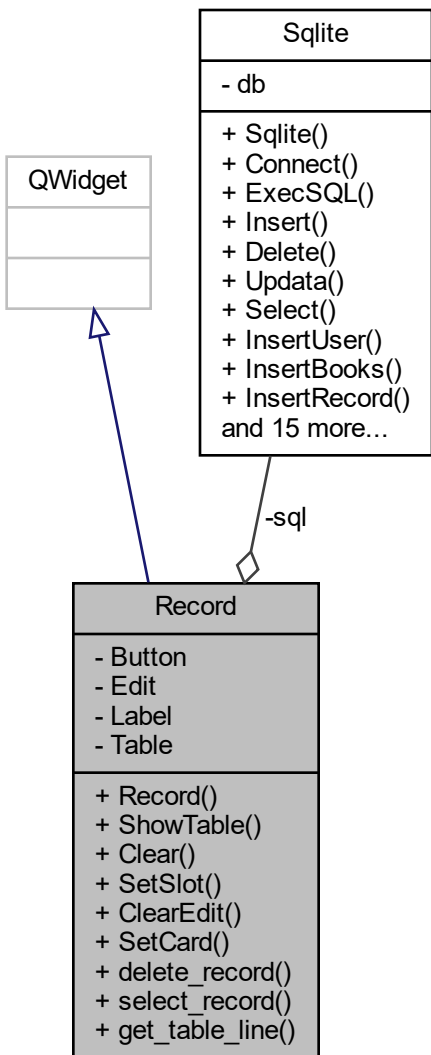 Sqlite
- db
+ Sqlite()
+ Connect()
+ ExecSQL()
+ Insert()
+ Delete()
+ Updata()
+ Select()
+ InsertUser()
+ InsertBooks()
+ InsertRecord()
and 15 more...
QWidget
-sql
Record
- Button
- Edit
- Label
- Table
+ Record()
+ ShowTable()
+ Clear()
+ SetSlot()
+ ClearEdit()
+ SetCard()
+ delete_record()
+ select_record()
+ get_table_line()